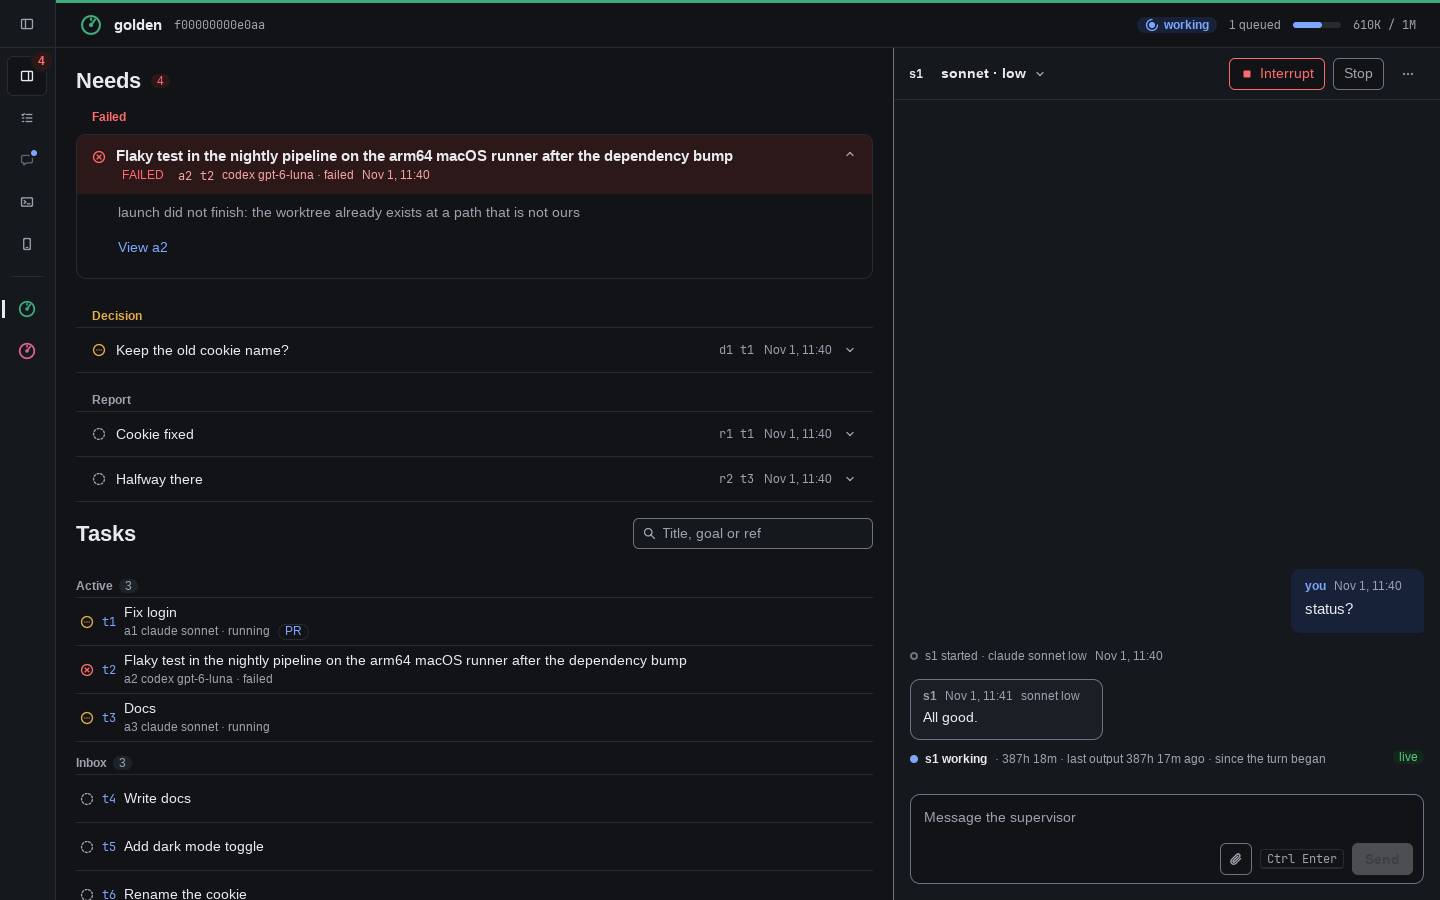 golden f00000000e0aa
working 1 queued 610K / 1M
4
Needs 4
Failed
Flaky test in the nightly pipeline on the arm64 macOS runner after the dependency bump
FAILED a2 t2 codex gpt-6-luna · failed Nov 1, 11:40
launch did not finish: the worktree already exists at a path that is not ours
View a2
Decision
Keep the old cookie name? d1 t1 Nov 1, 11:40
Report
Cookie fixed r1 t1 Nov 1, 11:40
Halfway there r2 t3 Nov 1, 11:40
Tasks
Title, goal or ref
Active 3
t1 Fix login
a1 claude sonnet · running PR
t2 Flaky test in the nightly pipeline on the arm64 macOS runner after the dependency bump
a2 codex gpt-6-luna · failed
t3 Docs
a3 claude sonnet · running
Inbox 3
t4 Write docs
t5 Add dark mode toggle
t6 Rename the cookie
s1 sonnet · low
Interrupt Stop
you Nov 1, 11:40
status?
s1 started · claude sonnet low Nov 1, 11:40
s1 Nov 1, 11:41 sonnet low
All good.
s1 working · 387h 18m · last output 387h 17m ago · since the turn began live
Message the supervisor
Ctrl Enter Send